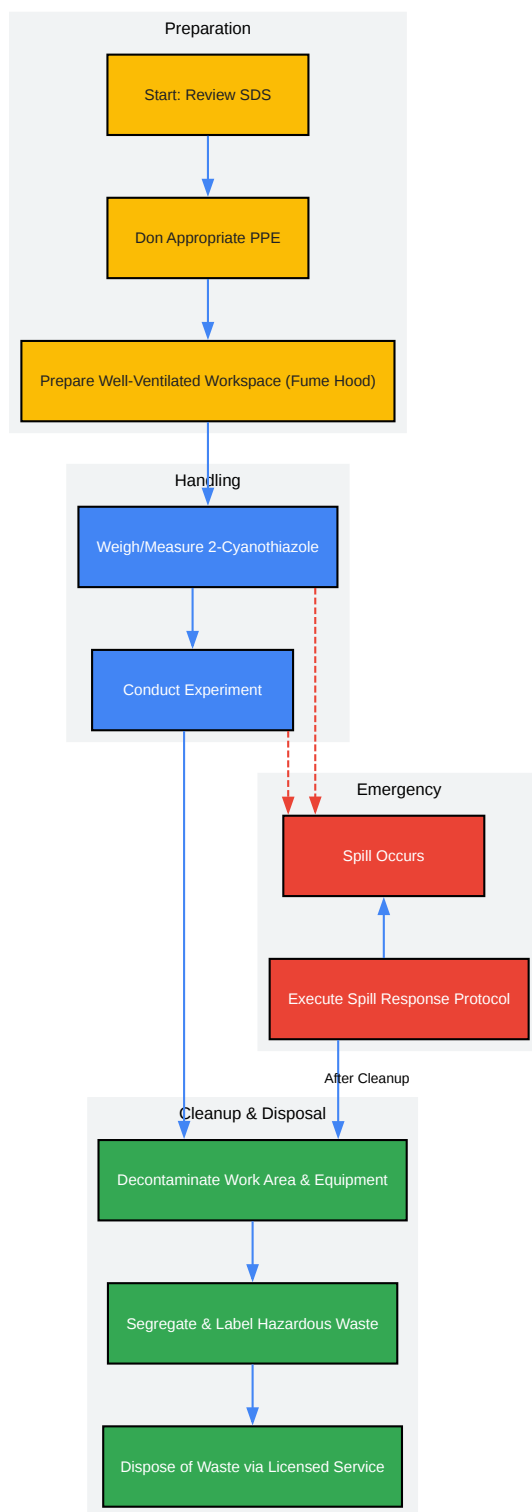 Preparation
Start: Review SDS
Don Appropriate PPE
Prepare Well-Ventilated Workspace (Fume Hood)
Handling
Weigh/Measure 2-Cyanothiazole
Conduct Experiment
Emergency
Spill Occurs
Execute Spill Response Protocol
After Cleanup
Cleanup & Disposal
Decontaminate Work Area & Equipment
Segregate & Label Hazardous Waste
Dispose of Waste via Licensed Service